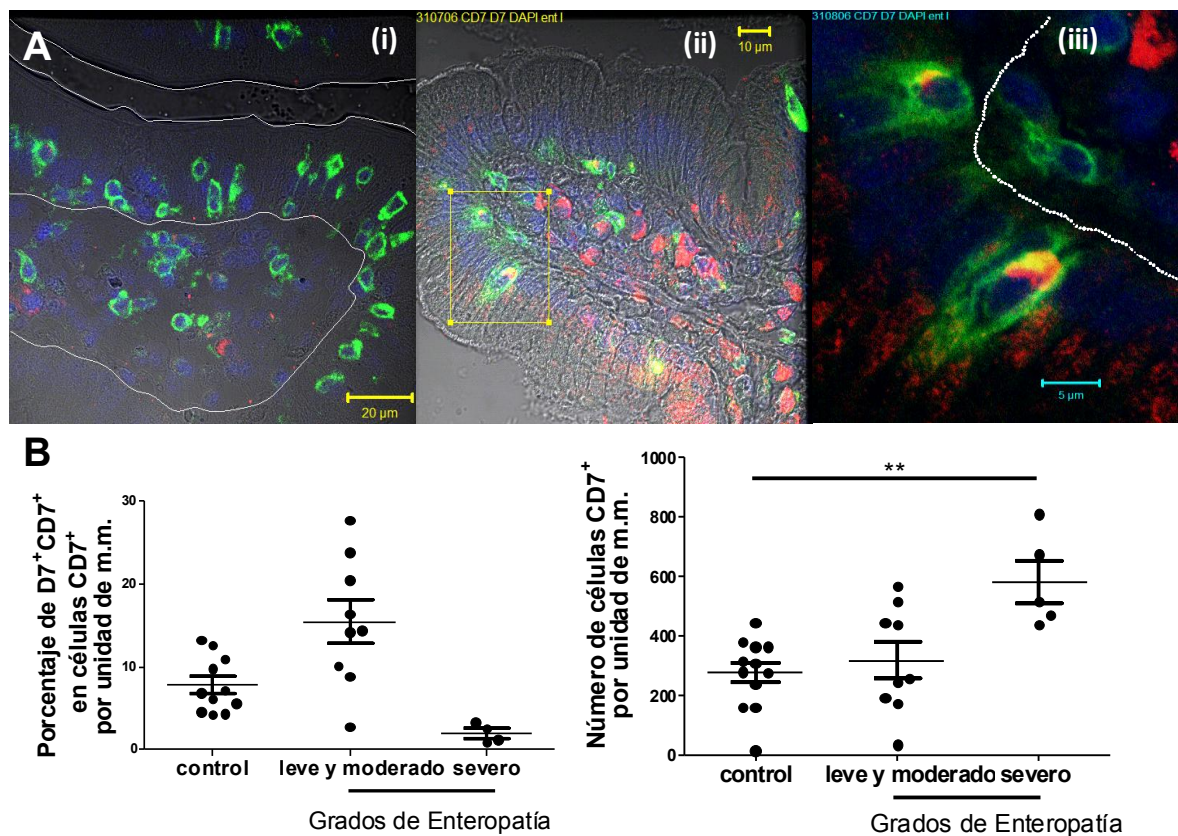 A
(i)
310706 CD7 D7 DAPI ent I
(ii)
10 µm
310806 CD7 D7 DAPI ent I
(iii)
20 µm
5 µm
B
Porcentaje de D7⁺CD7⁺
en células CD7⁺
por unidad de m.m.
30
20
10
0
control
leve y moderado
severo
Grados de Enteropatía
Número de células CD7⁺
por unidad de m.m.
1000
800
600
400
200
0
**
control
leve y moderado
severo
Grados de Enteropatía